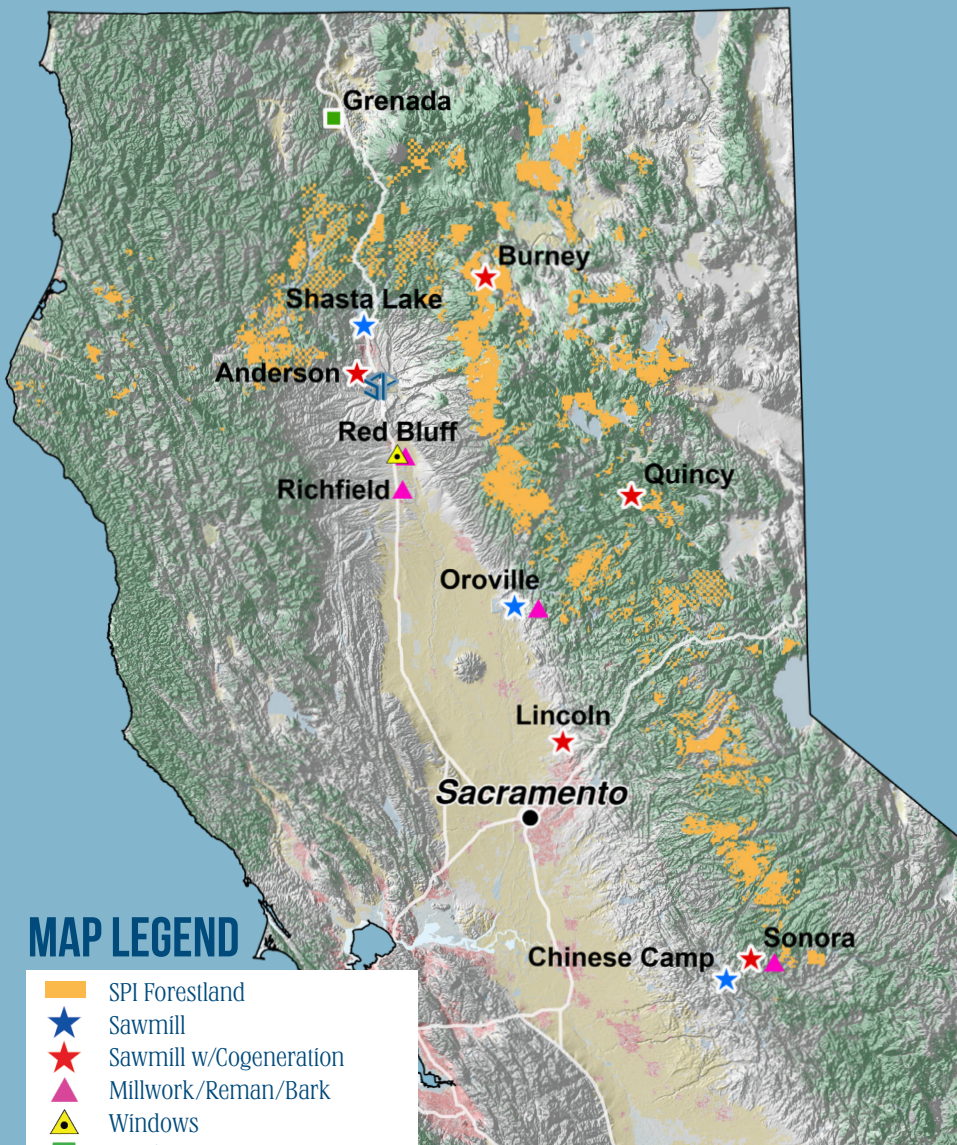 Grenada
Burney
Shasta Lake
Anderson
SPI
Red Bluff
Quincy
Richfield
Oroville
Lincoln
Sacramento
Sonora
Chinese Camp
MAP LEGEND
SPI Forestland
Sawmill
Sawmill w/Cogeneration
Millwork/Reman/Bark
Windows